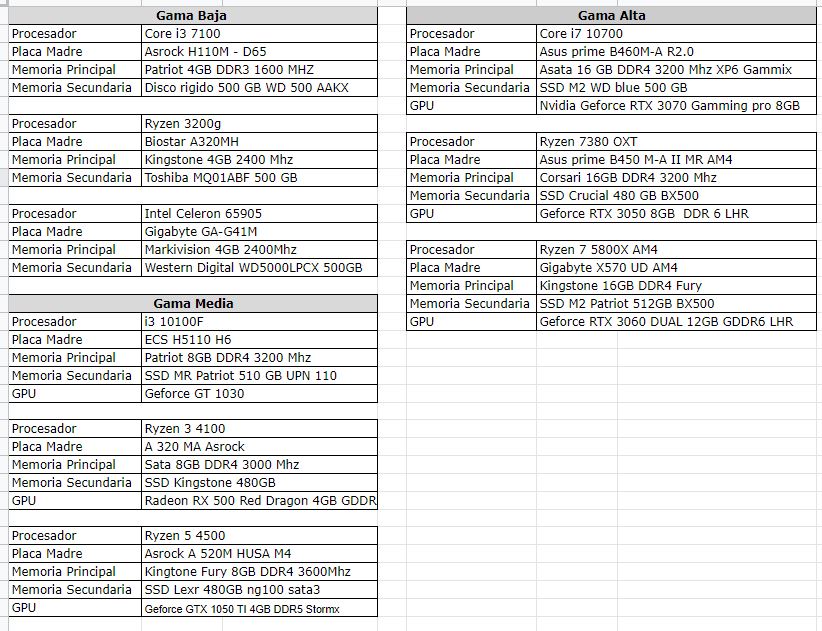 Gama Baja
Procesador Core i3 7100
Placa Madre Asrock H110M - D65
Memoria Principal Patriot 4GB DDR3 1600 MHZ
Memoria Secundaria Disco rigido 500 GB WD 500 AAKX
Procesador Ryzen 3200g
Placa Madre Biostar A320MH
Memoria Principal Kingstone 4GB 2400 Mhz
Memoria Secundaria Toshiba MQ01ABF 500 GB
Procesador Intel Celeron 65905
Placa Madre Gigabyte GA-G41M
Memoria Principal Markivision 4GB 2400Mhz
Memoria Secundaria Western Digital WD5000LPCX 500GB
Gama Media
Procesador i3 10100F
Placa Madre ECS H5110 H6
Memoria Principal Patriot 8GB DDR4 3200 Mhz
Memoria Secundaria SSD MR Patriot 510 GB UPN 110
GPU Geforce GT 1030
Procesador Ryzen 3 4100
Placa Madre A 320 MA Asrock
Memoria Principal Sata 8GB DDR4 3000 Mhz
Memoria Secundaria SSD Kingstone 480GB
GPU Radeon RX 500 Red Dragon 4GB GDDR
Procesador Ryzen 5 4500
Placa Madre Asrock A 520M HUSA M4
Memoria Principal Kingtone Fury 8GB DDR4 3600Mhz
Memoria Secundaria SSD Lexr 480GB ng100 sata3
GPU Geforce GTX 1050 TI 4GB DDR5 Stormx
Gama Alta
Procesador Core i7 10700
Placa Madre Asus prime B460M-A R2.0
Memoria Principal Asata 16 GB DDR4 3200 Mhz XP6 Gammix
Memoria Secundaria SSD M2 WD blue 500 GB
GPU Nvidia Geforce RTX 3070 Gamming pro 8GB
Procesador Ryzen 7380 OXT
Placa Madre Asus prime B450 M-A II MR AM4
Memoria Principal Corsari 16GB DDR4 3200 Mhz
Memoria Secundaria SSD Crucial 480 GB BX500
GPU Geforce RTX 3050 8GB DDR 6 LHR
Procesador Ryzen 7 5800X AM4
Placa Madre Gigabyte X570 UD AM4
Memoria Principal Kingstone 16GB DDR4 Fury
Memoria Secundaria SSD M2 Patriot 512GB BX500
GPU Geforce RTX 3060 DUAL 12GB GDDR6 LHR